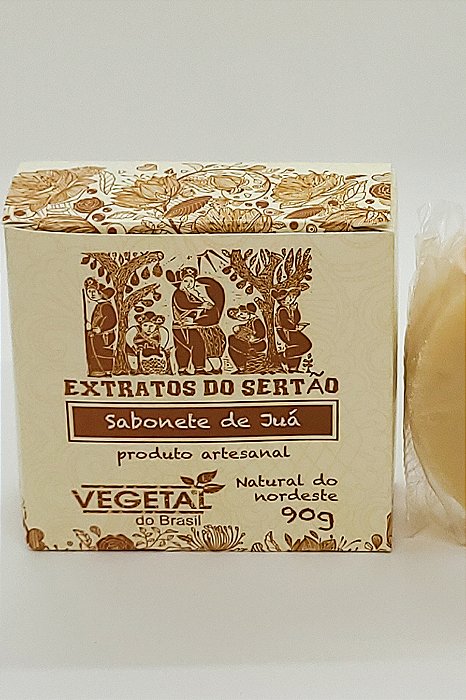 EXTRATOS DO SERTÃO
Sabonete de Juá
produto artesanal
VEGETAL
do Brasil
Natural do
nordeste
90g